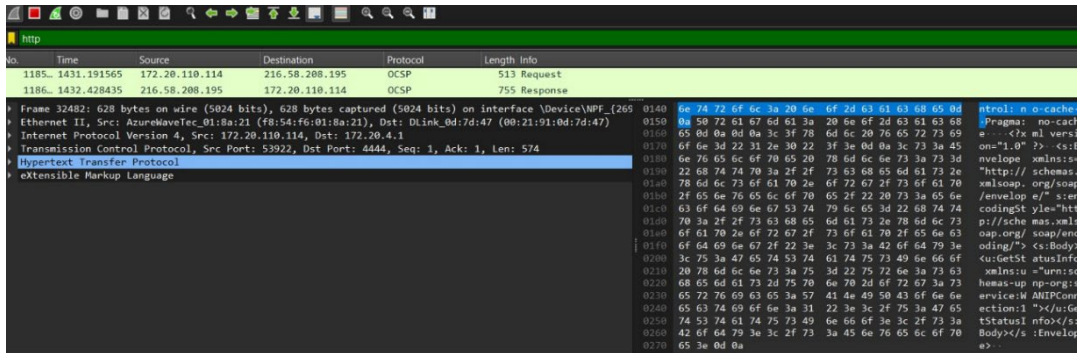 http
No. Time Source Destination Protocol Length Info
1185… 1431.191565 172.20.110.114 216.58.208.195 OCSP 513 Request
1186… 1432.428435 216.58.208.195 172.20.110.114 OCSP 755 Response
Frame 32482: 628 bytes on wire (5024 bits), 628 bytes captured (5024 bits) on interface \Device\NPF_{265
Ethernet II, Src: AzureWaveTec_01:8a:21 (f8:54:f6:01:8a:21), Dst: DLink_0d:7d:47 (00:21:91:0d:7d:47)
Internet Protocol Version 4, Src: 172.20.110.114, Dst: 172.20.4.1
Transmission Control Protocol, Src Port: 53922, Dst Port: 4444, Seq: 1, Ack: 1, Len: 574
Hypertext Transfer Protocol
eXtensible Markup Language
0140 6e 74 72 6f 6c 3a 20 6e 6f 2d 63 61 63 68 65 0d ntrol: n o-cache-
0150 0a 50 72 61 67 6d 61 3a 20 6e 6f 2d 63 61 63 68 ·Pragma: no-cach
0160 65 0d 0a 0d 0a 3c 3f 78 6d 6c 20 76 65 72 73 69 e····<?x ml versi
0170 6f 6e 3d 22 31 2e 30 22 3f 3e 0d 0a 3c 73 3a 45 on="1.0" ?>··<s:E
0180 6e 76 65 6c 6f 70 65 20 78 6d 6c 6e 73 3a 73 3d nvelope xmlns:s=
0190 22 68 74 74 70 3a 2f 2f 73 63 68 65 6d 61 73 2e "http:// schemas.
01a0 78 6d 6c 73 6f 61 70 2e 6f 72 67 2f 73 6f 61 70 xmlsoap. org/soap
01b0 2f 65 6e 76 65 6c 6f 70 65 2f 22 20 73 3a 65 6e /envelop e/" s:en
01c0 63 6f 64 69 6e 67 53 74 79 6c 65 3d 22 68 74 74 codingSt yle="htt
01d0 70 3a 2f 2f 73 63 68 65 6d 61 73 2e 78 6d 6c 73 p://sche mas.xmls
01e0 6f 61 70 2e 6f 72 67 2f 73 6f 61 70 2f 65 6e 63 oap.org/ soap/enc
01f0 6f 64 69 6e 67 2f 22 3e 3c 73 3a 42 6f 64 79 3e oding/"> <s:Body>
0200 3c 75 3a 47 65 74 53 74 61 74 75 73 49 6e 66 6f <u:GetSt atusInfo
0210 20 78 6d 6c 6e 73 3a 75 3d 22 75 72 6e 3a 73 63 xmlns:u ="urn:sc
0220 68 65 6d 61 73 2d 75 70 6e 70 2d 6f 72 67 3a 73 hemas-up np-org:s
0230 65 72 76 69 63 65 3a 57 41 4e 49 50 43 6f 6e 6e ervice:W ANIPConn
0240 65 63 74 69 6f 6e 3a 31 22 3e 3c 2f 75 3a 47 65 ection:1 "></u:Ge
0250 74 53 74 61 74 75 73 49 6e 66 6f 3e 3c 2f 73 3a tStatusI nfo></s:
0260 42 6f 64 79 3e 3c 2f 73 3a 45 6e 76 65 6c 6f 70 Body></s :Envelop
0270 65 3e 0d 0a e>··